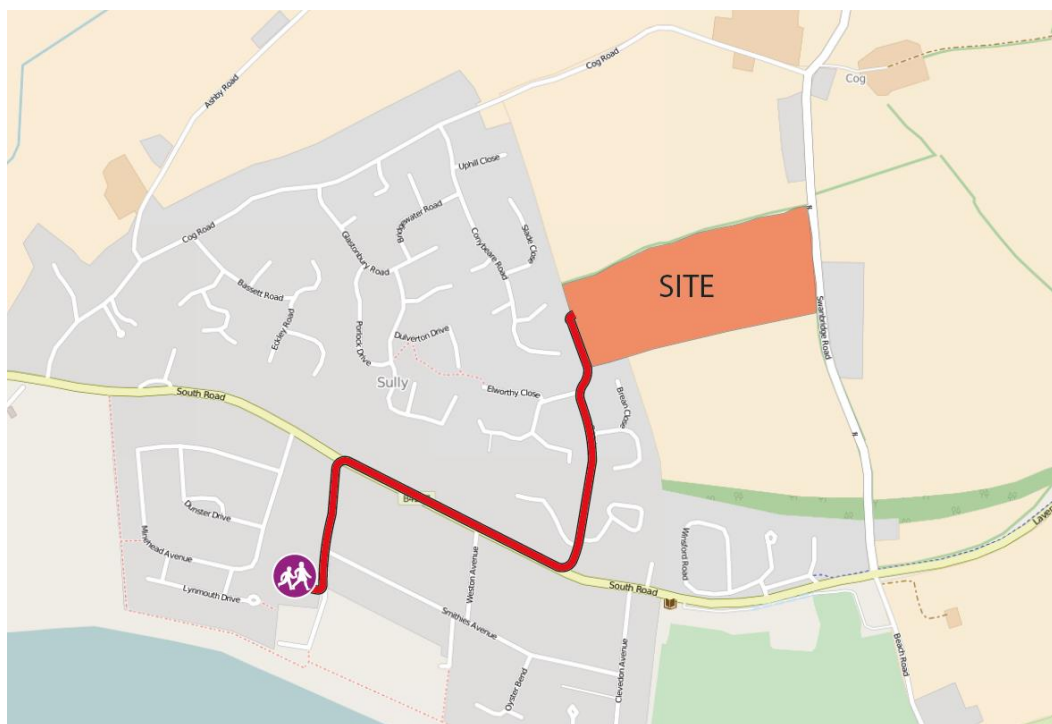 Ashby Road
Cog Road
Cog
Uphill Close
Bridgewater Road
Slade Close
Conybeare Road
Cog Road
Glastonbury Road
SITE
Bassett Road
Eckley Road
Porlock Drive
Dulverton Drive
Swanbridge Road
Sully
Elworthy Close
Brean Close
South Road
Dunster Drive
Minehead Avenue
Lynmouth Drive
Weston Avenue
Winsford Road
South Road
Smithies Avenue
Clevedon Avenue
Oyster Bend
Beach Road